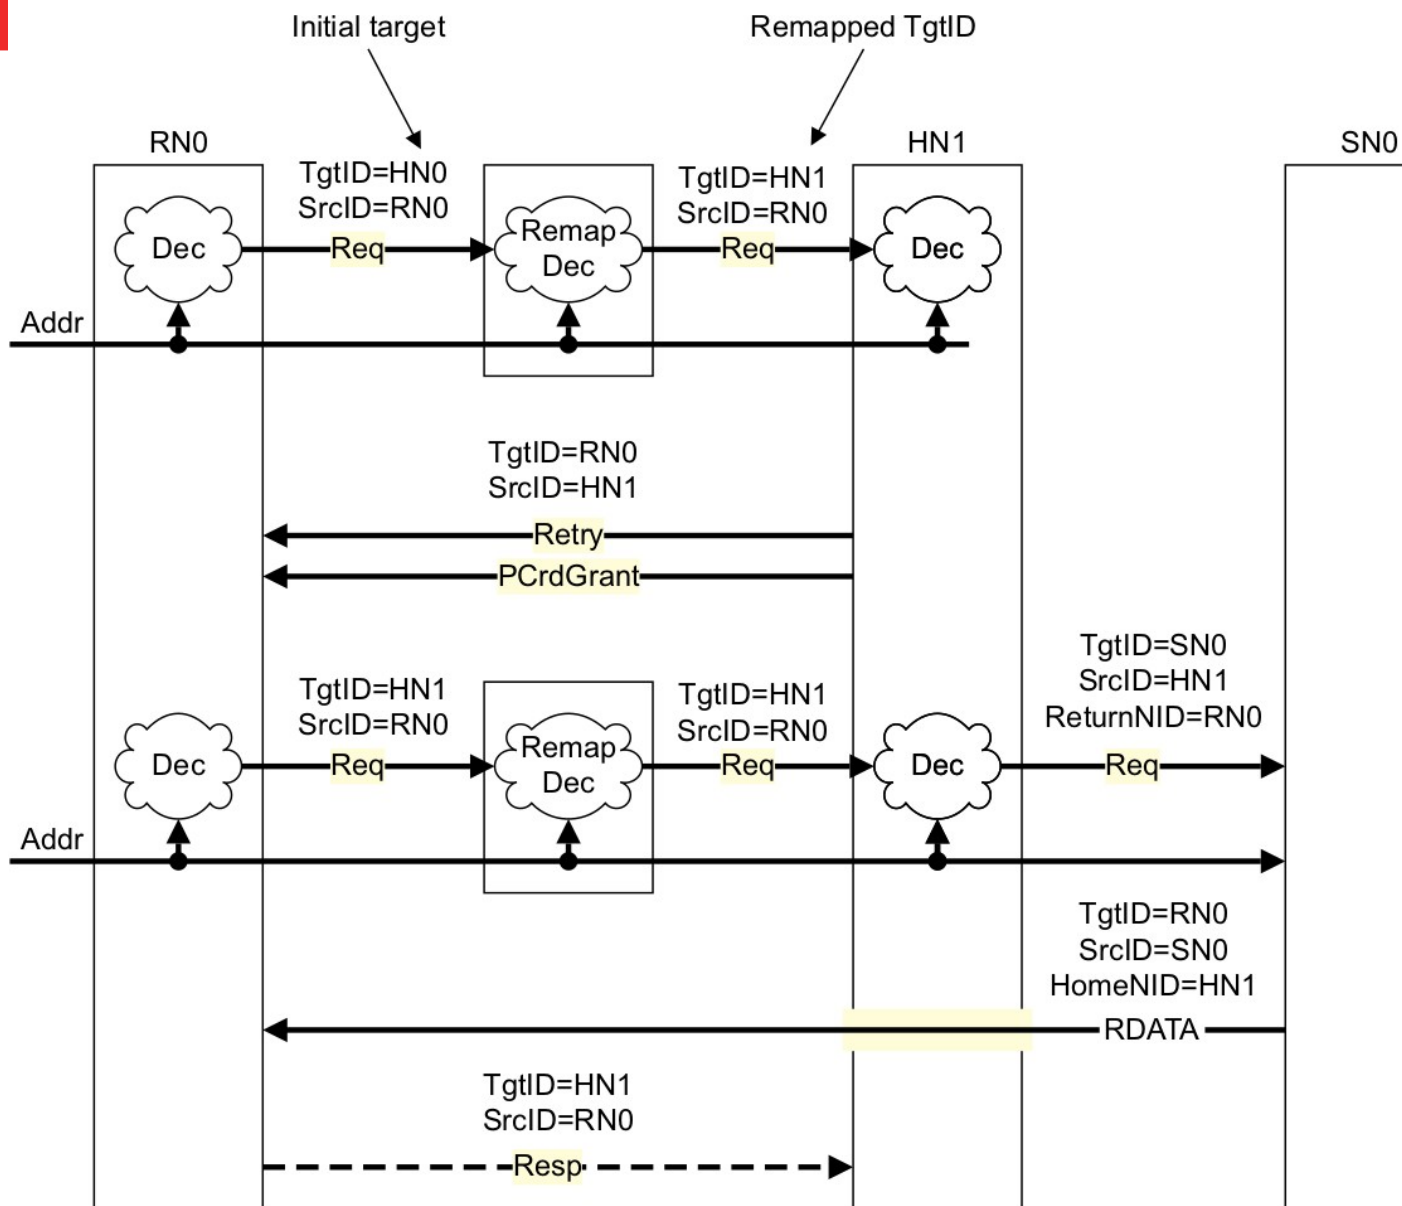 Initial target
Remapped TgtID
RN0
HN1
SN0
TgtID=HN0
SrcID=RN0
Req
TgtID=HN1
SrcID=RN0
Req
Dec
Remap
Dec
Dec
Addr
TgtID=RN0
SrcID=HN1
Retry
PCrdGrant
TgtID=HN1
SrcID=RN0
Req
TgtID=HN1
SrcID=RN0
Req
TgtID=SN0
SrcID=HN1
ReturnNID=RN0
Req
Dec
Remap
Dec
Dec
Addr
TgtID=RN0
SrcID=SN0
HomeNID=HN1
RDATA
TgtID=HN1
SrcID=RN0
Resp